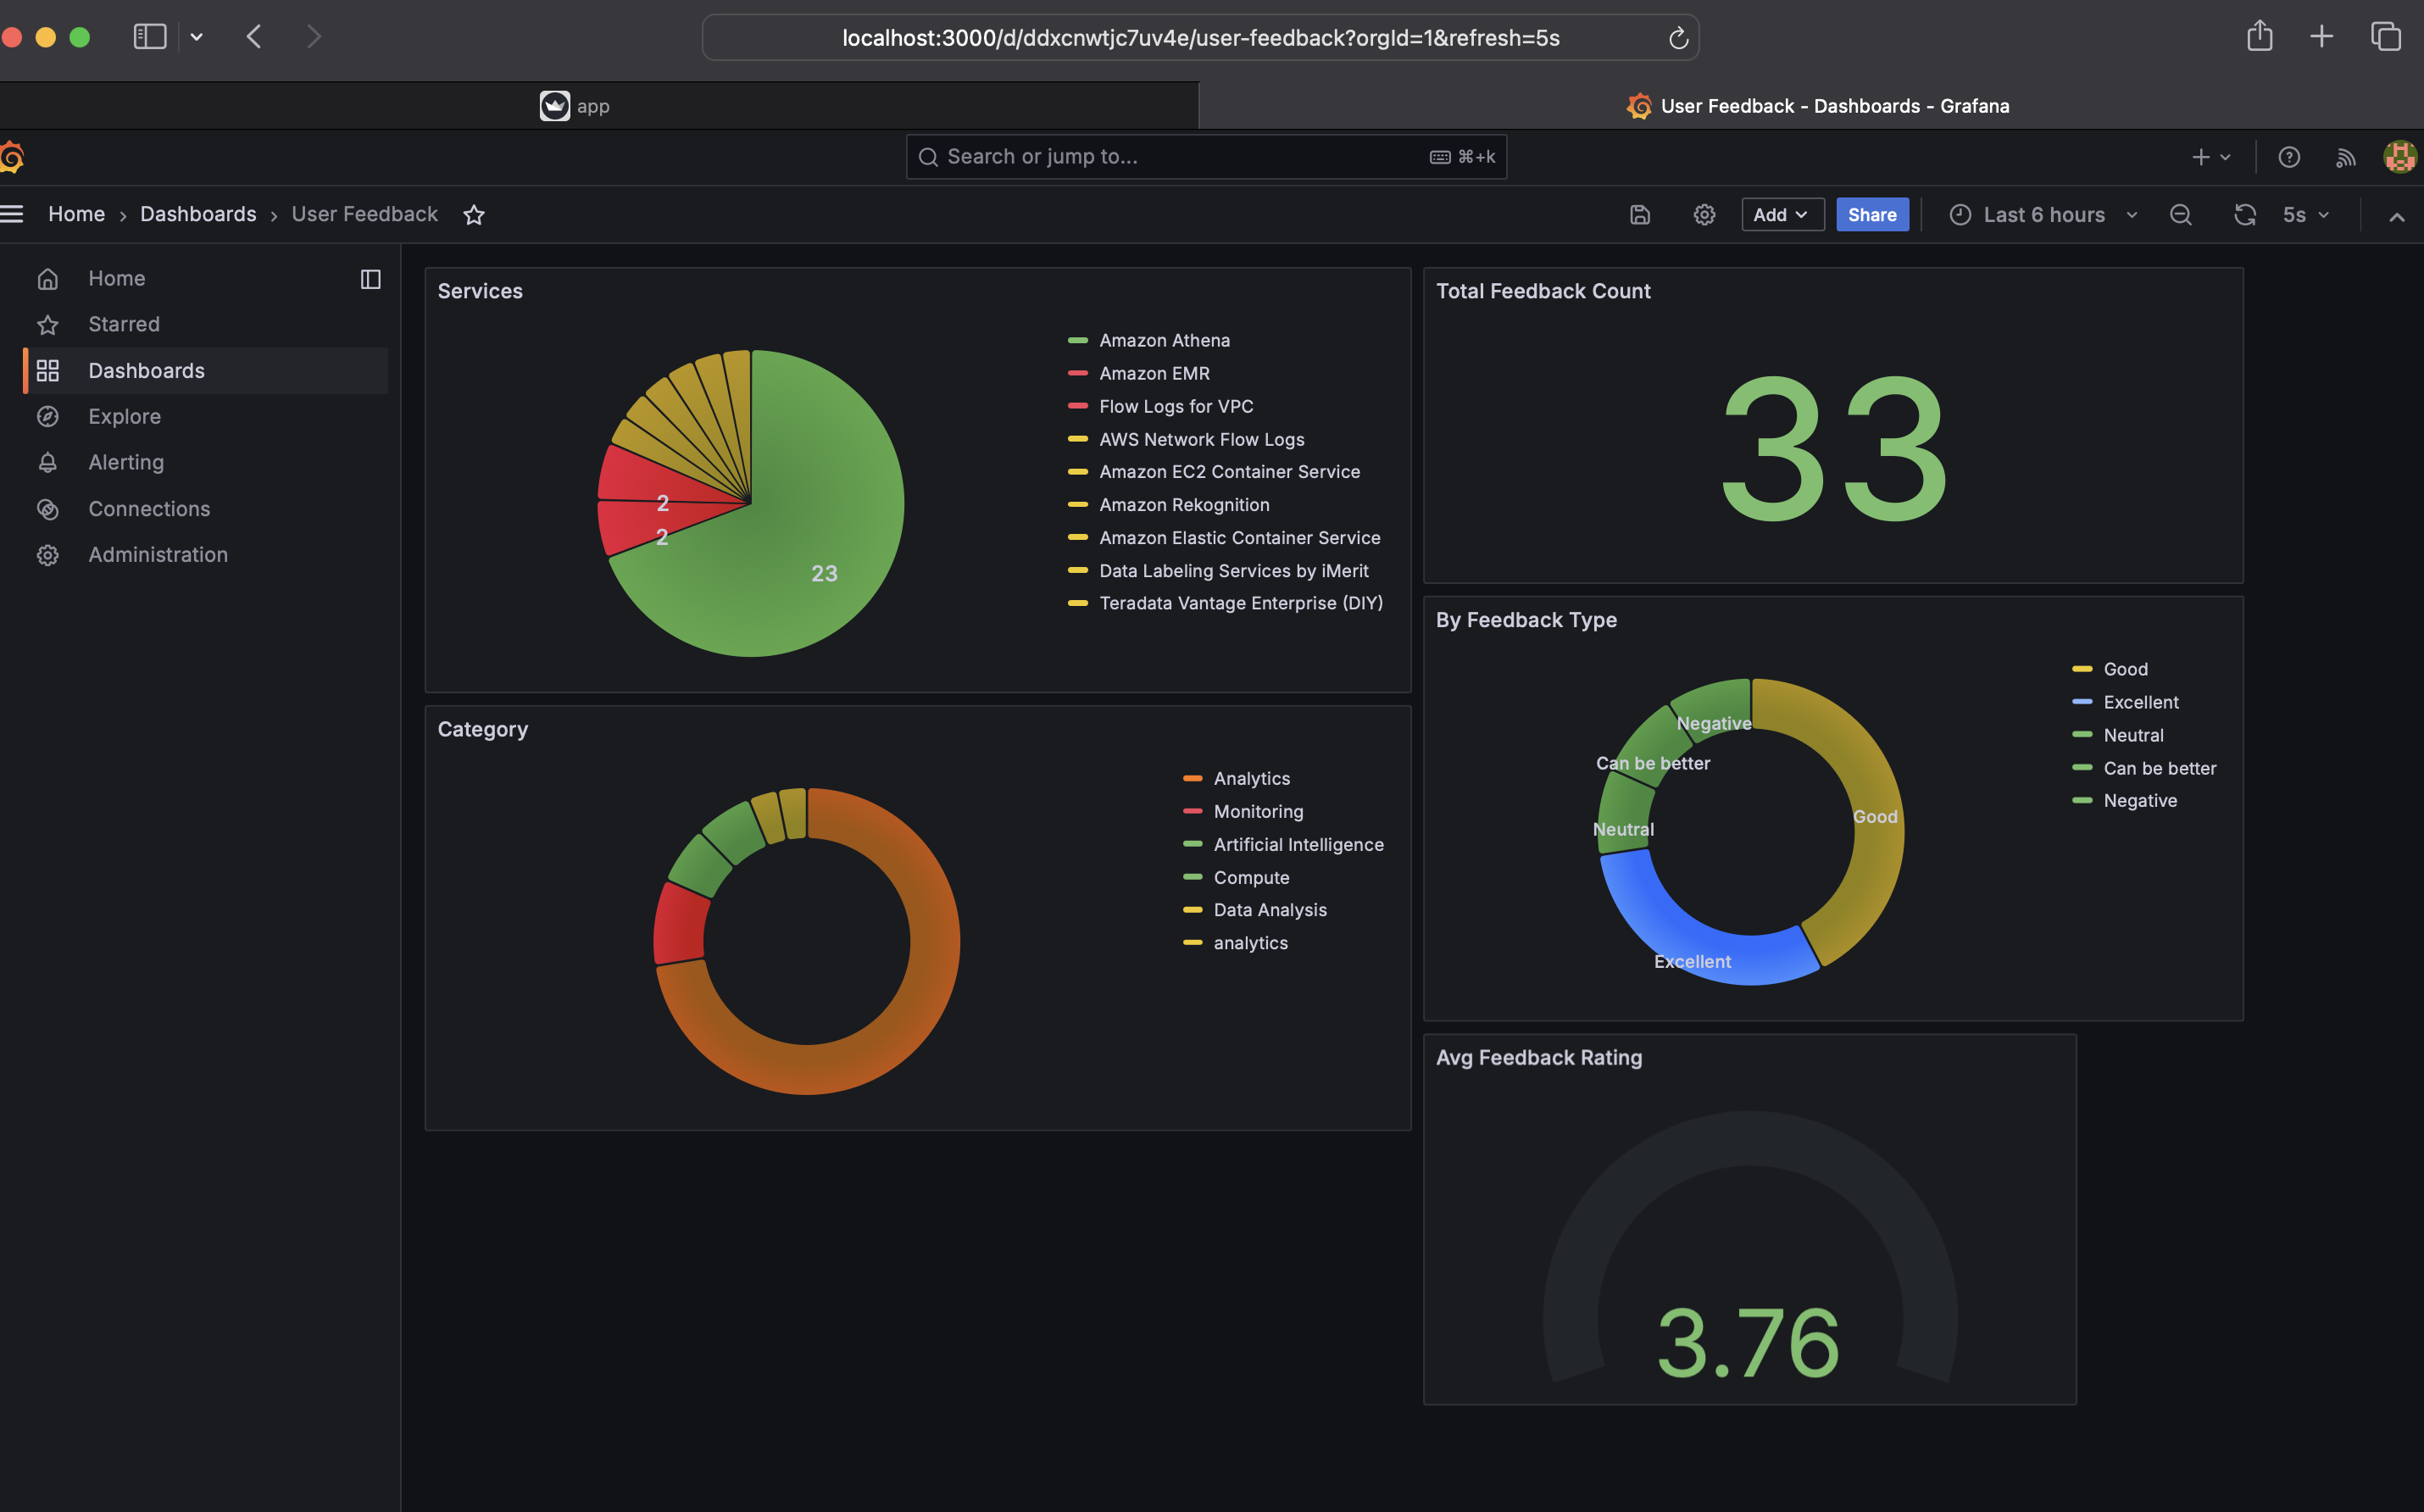 localhost:3000/d/ddxcnwtjc7uv4e/user-feedback?orgId=1&refresh=5s
app
User Feedback - Dashboards - Grafana
Search or jump to...
⌘+k
Home › Dashboards › User Feedback
Add
Share
Last 6 hours
5s
Home
Starred
Dashboards
Explore
Alerting
Connections
Administration
Services
2
2
23
Amazon Athena
Amazon EMR
Flow Logs for VPC
AWS Network Flow Logs
Amazon EC2 Container Service
Amazon Rekognition
Amazon Elastic Container Service
Data Labeling Services by iMerit
Teradata Vantage Enterprise (DIY)
Total Feedback Count
33
Category
Analytics
Monitoring
Artificial Intelligence
Compute
Data Analysis
analytics
By Feedback Type
Negative
Can be better
Neutral
Good
Excellent
Good
Excellent
Neutral
Can be better
Negative
Avg Feedback Rating
3.76